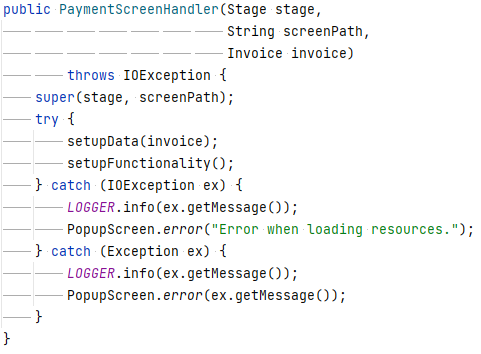 public PaymentScreenHandler(Stage stage,
                            String screenPath,
                            Invoice invoice)
        throws IOException {
    super(stage, screenPath);
    try {
        setupData(invoice);
        setupFunctionality();
    } catch (IOException ex) {
        LOGGER.info(ex.getMessage());
        PopupScreen.error("Error when loading resources.");
    } catch (Exception ex) {
        LOGGER.info(ex.getMessage());
        PopupScreen.error(ex.getMessage());
    }
}